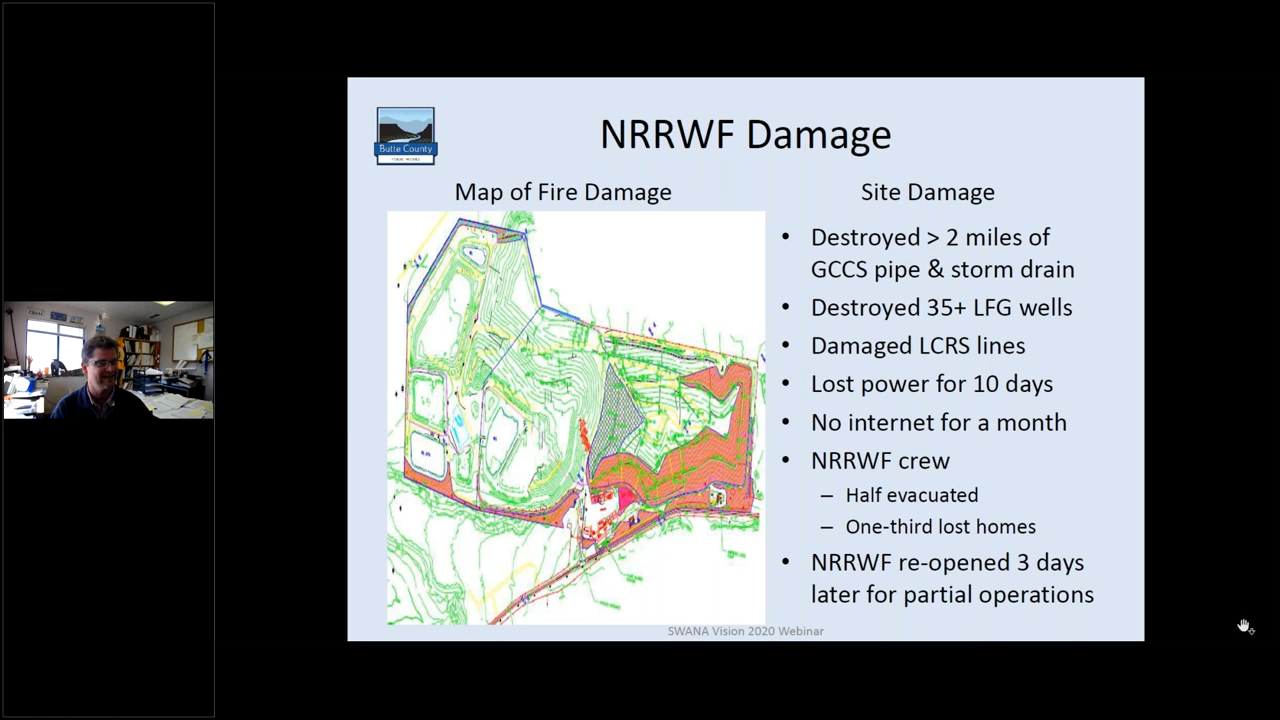 Butte County
NRRWF Damage
Map of Fire Damage
Site Damage
• Destroyed > 2 miles of
GCCS pipe & storm drain
• Destroyed 35+ LFG wells
• Damaged LCRS lines
• Lost power for 10 days
• No internet for a month
• NRRWF crew
– Half evacuated
– One-third lost homes
• NRRWF re-opened 3 days
later for partial operations
SWANA Vision 2020 Webinar